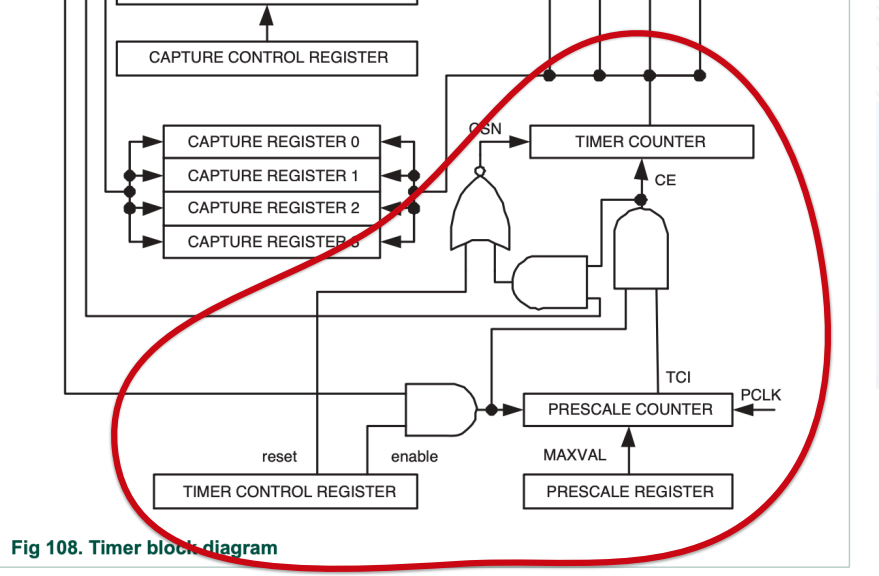 CAPTURE CONTROL REGISTER
CAPTURE REGISTER 0
CAPTURE REGISTER 1
CAPTURE REGISTER 2
CAPTURE REGISTER 3
CSN
TIMER COUNTER
CE
TCI
PCLK
PRESCALE COUNTER
reset
enable
MAXVAL
TIMER CONTROL REGISTER
PRESCALE REGISTER
Fig 108. Timer block diagram